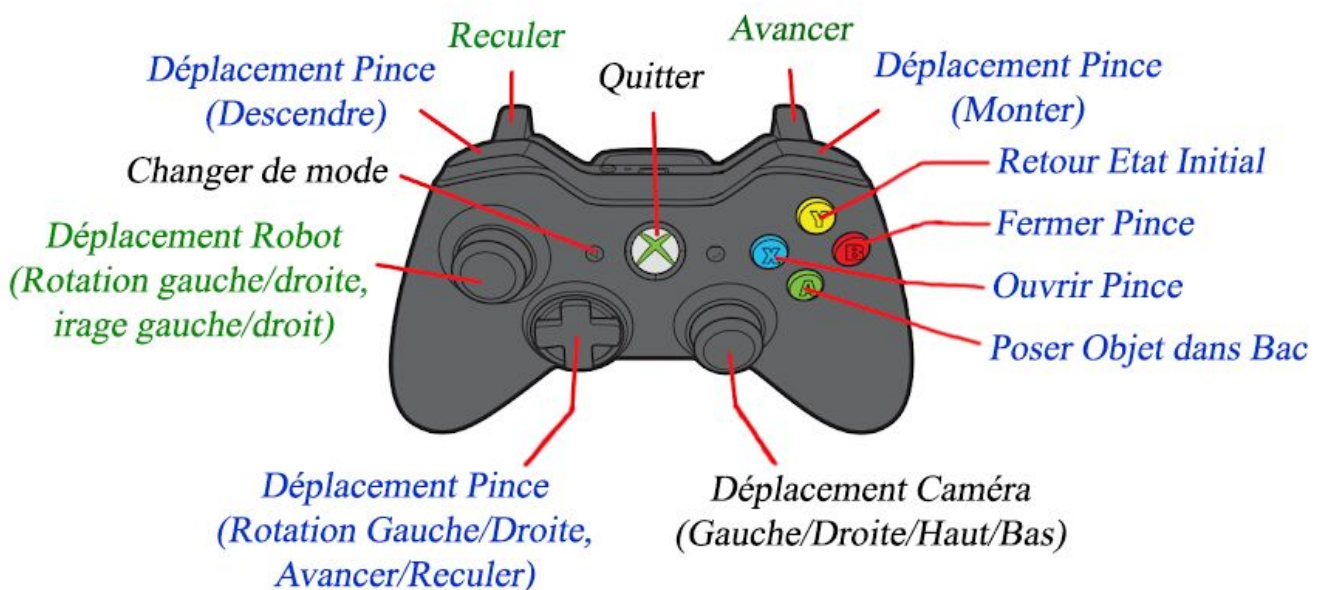 Reculer
Avancer
Déplacement Pince
(Descendre)
Quitter
Déplacement Pince
(Monter)
Changer de mode
Retour Etat Initial
Fermer Pince
Ouvrir Pince
Poser Objet dans Bac
Y
B
X
A
Déplacement Robot
(Rotation gauche/droite,
irage gauche/droit)
Déplacement Pince
(Rotation Gauche/Droite,
Avancer/Reculer)
Déplacement Caméra
(Gauche/Droite/Haut/Bas)